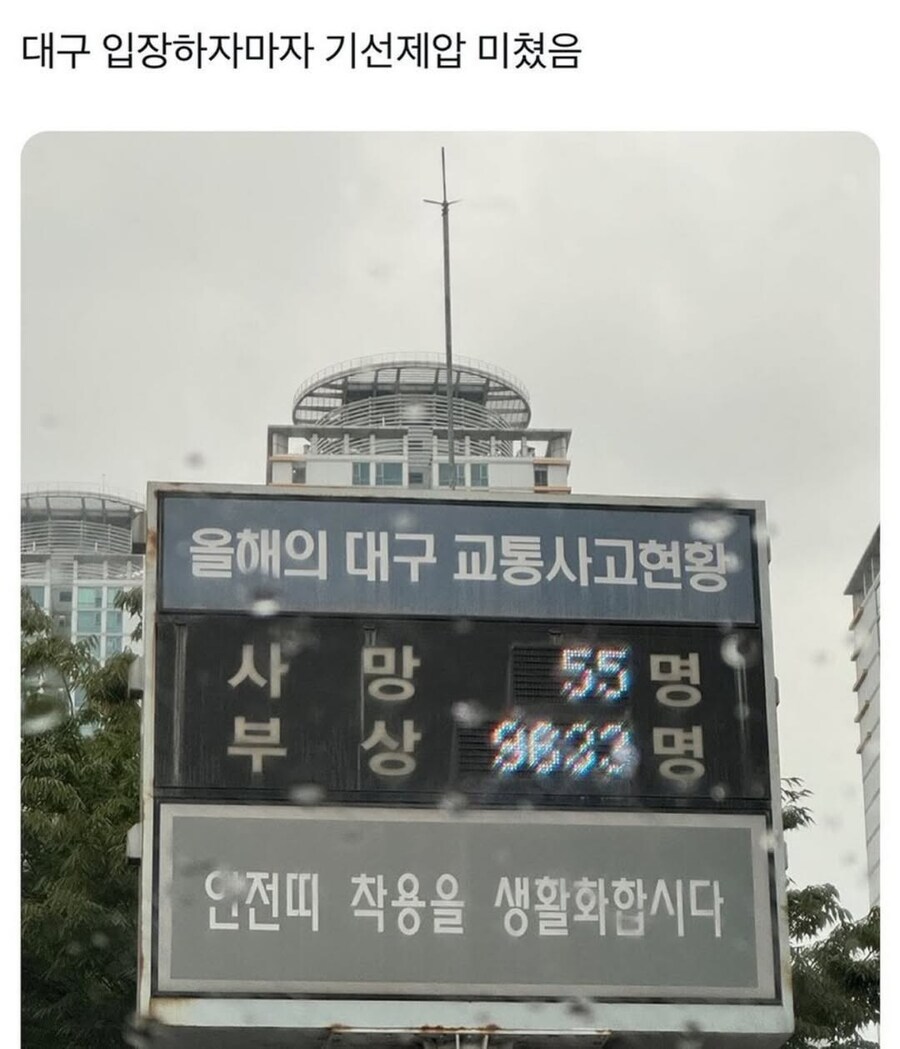 대구 입장하자마자 기선제압 미쳤음
올해의 대구 교통사고현황
사 망 55 명
부 상 명
안전띠 착용을 생활화합시다